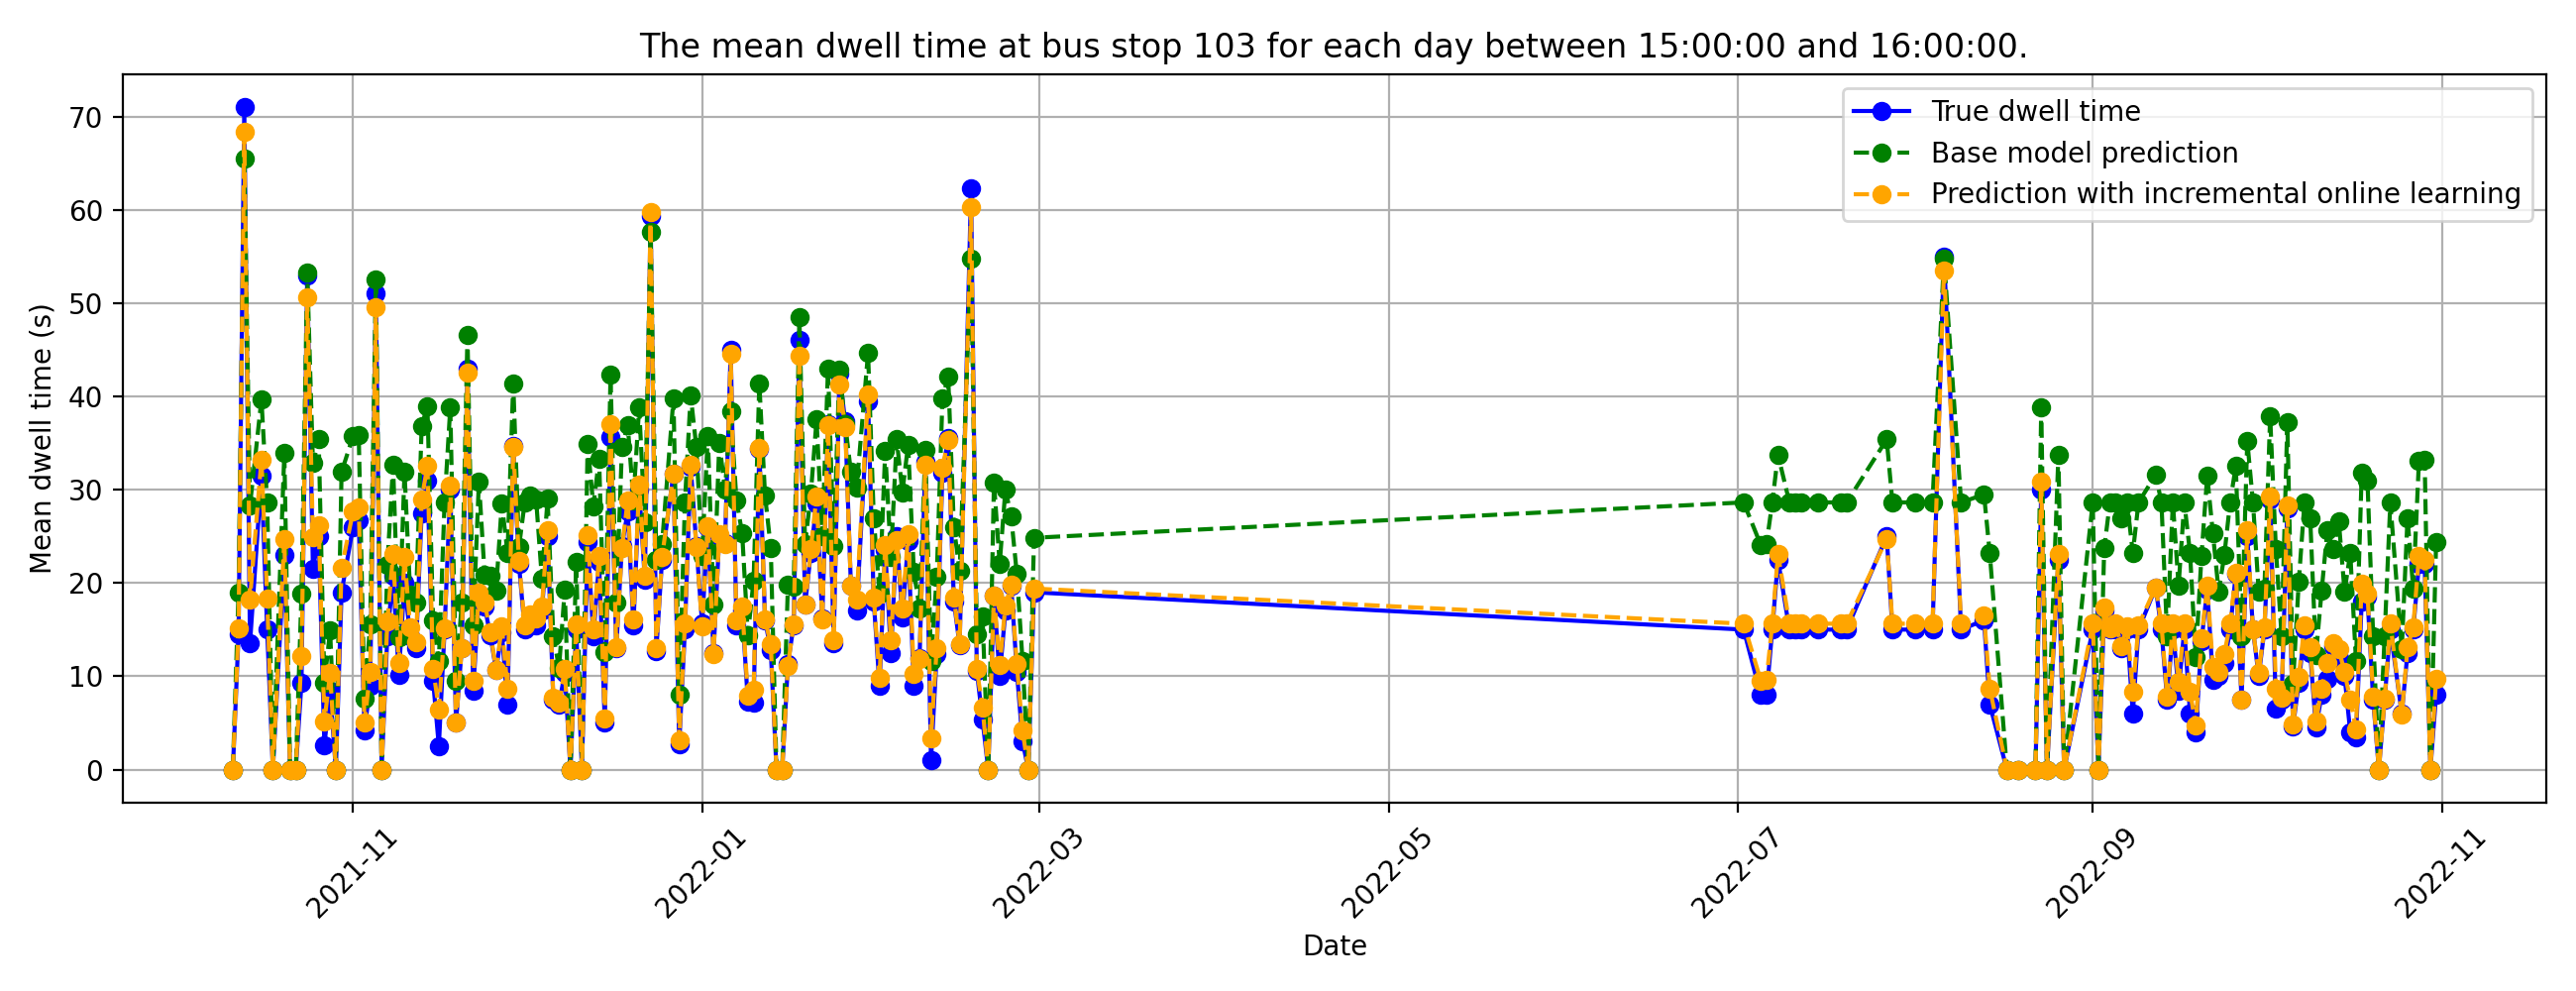 The mean dwell time at bus stop 103 for each day between 15:00:00 and 16:00:00.
True dwell time
Base model prediction
Prediction with incremental online learning
Mean dwell time (s)
70
60
50
40
30
20
10
0
2021-11
2022-01
2022-03
2022-05
2022-07
2022-09
2022-11
Date